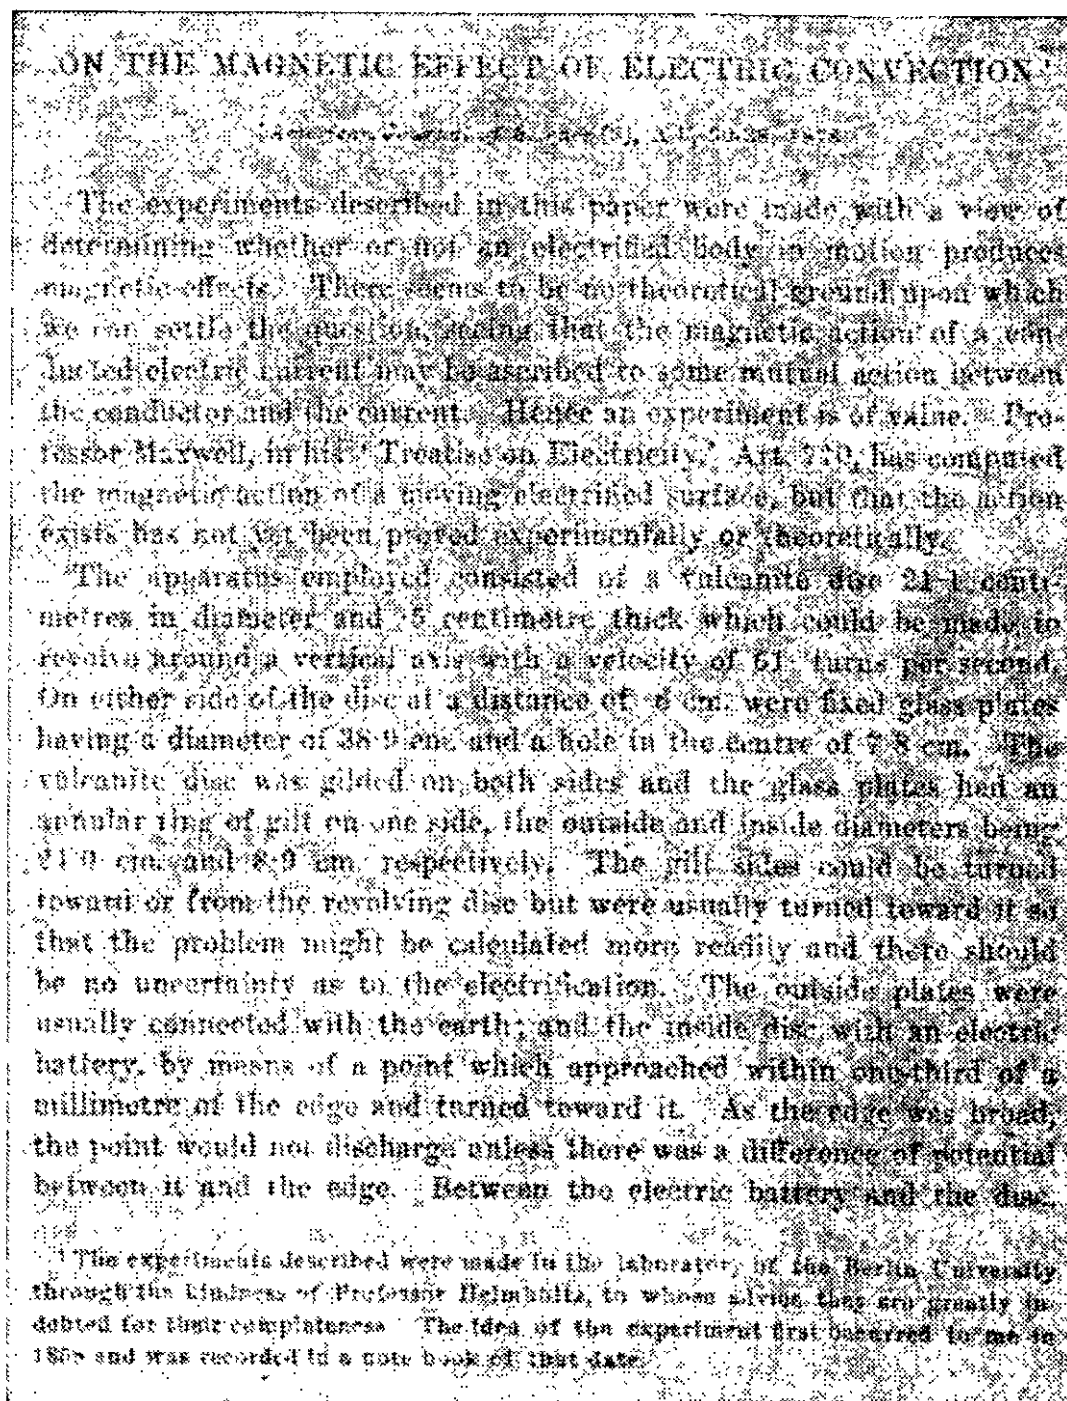 ON THE MAGNETIC EFFECT OF ELECTRIC CONVECTION ¹
The experiments described in this paper were made with a view of
determining whether or not an electrified body in motion produces
magnetic effects. There seems to be no theoretical ground upon which
we can settle the question, seeing that the magnetic action of a con-
ducted electric current may be ascribed to some mutual action between
the conductor and the current. Hence an experiment is of value. Pro-
fessor Maxwell, in his 'Treatise on Electricity,' Art. has computed
the magnetic action of a moving electrified surface, but that the action
exists has not yet been proved experimentally or theoretically.
The apparatus employed consisted of a vulcanite disc 21·1 centi-
metres in diameter and ·5 centimetre thick which could be made to
revolve around a vertical axis with a velocity of 61· turns per second.
On either side of the disc at a distance of ·6 cm. were fixed glass plates
having a diameter of 38·9 cm. and a hole in the centre of 7·8 cm. The
vulcanite disc was gilded on both sides and the glass plates had an
annular ring of gilt on one side, the outside and inside diameters being
cm. and 8·9 cm. respectively. The gilt sides could be turned
toward or from the revolving disc but were usually turned toward it so
that the problem might be calculated more readily and there should
be no uncertainty as to the electrification. The outside plates were
usually connected with the earth; and the inside disc with an electric
battery, by means of a point which approached within one-third of a
millimetre of the edge and turned toward it. As the edge was broad,
the point would not discharge unless there was a difference of potential
between it and the edge. Between the electric battery and the disc,
¹ The experiments described were made in the laboratory of the Berlin University
through the kindness of Professor Helmholtz, to whose advice they are greatly in-
debted for their completeness. The idea of the experiment first occurred to me in
and was recorded in a note book of that date.